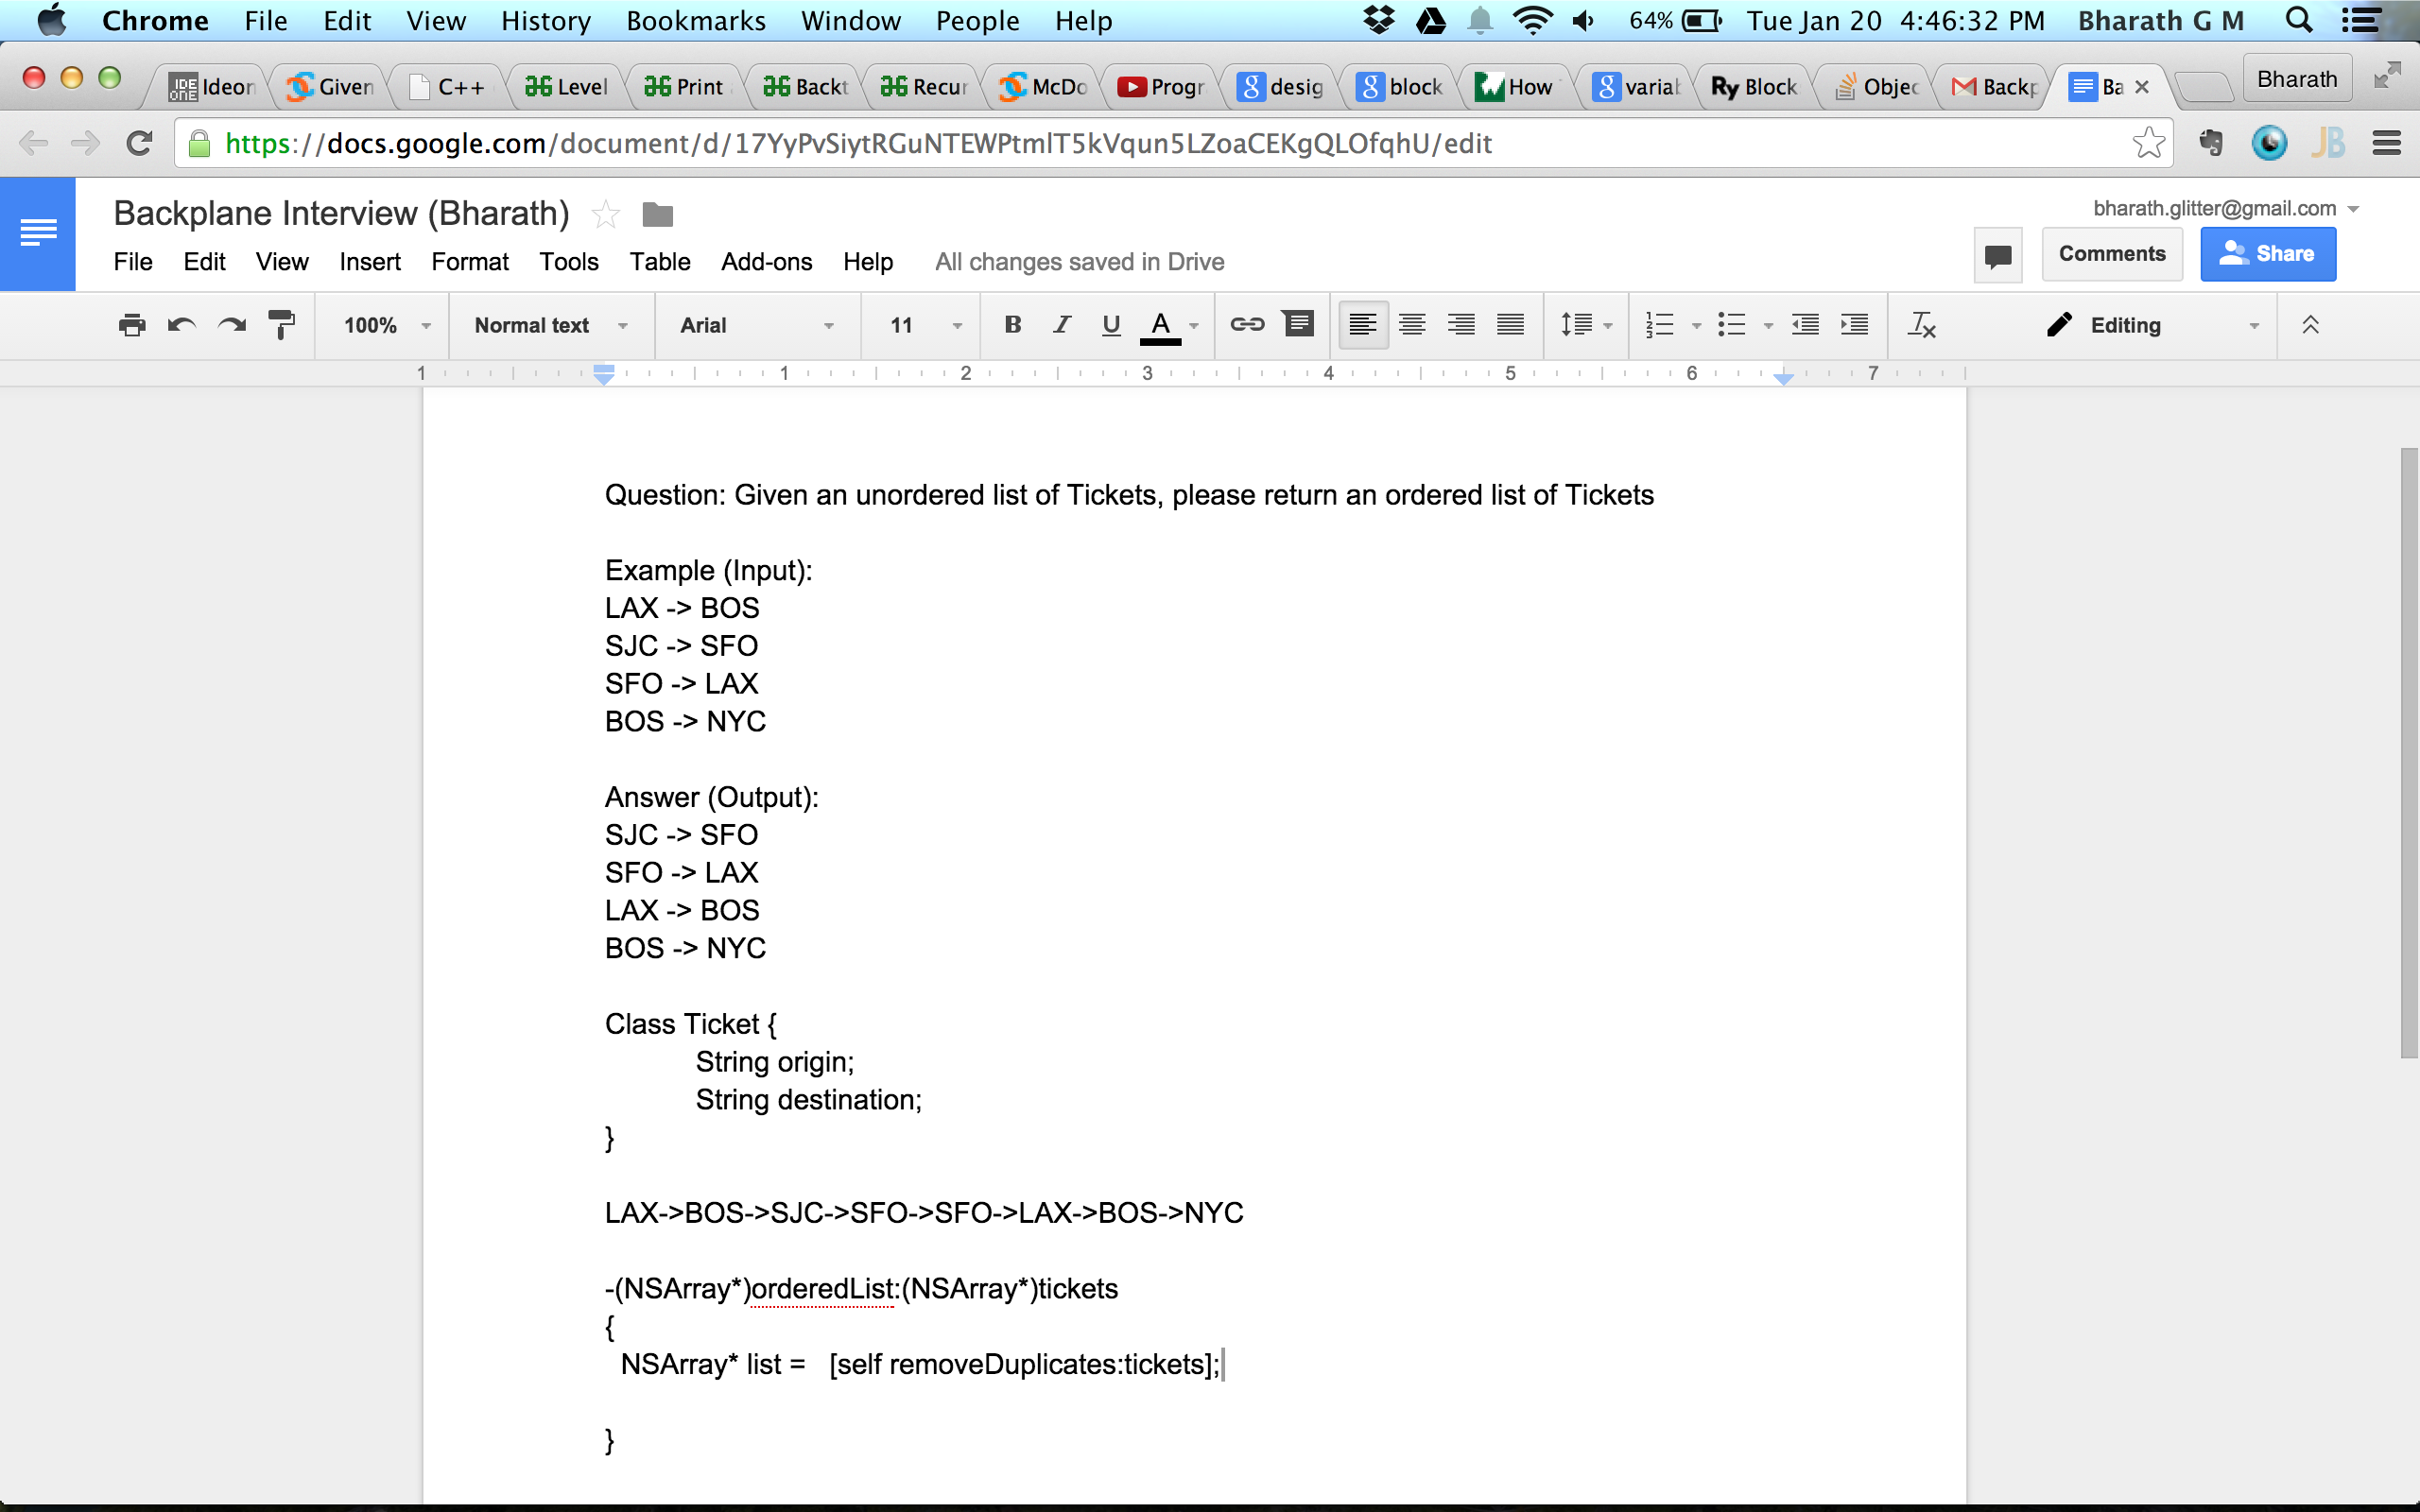 Chrome File Edit View History Bookmarks Window People Help 64% Tue Jan 20 4:46:32 PM Bharath G M
IDE ONE Ideon Given C++ Level Print Backt Recur McDo Progr g desig g block How g variab Ry Block Objec Backp Ba × Bharath
https://docs.google.com/document/d/17YyPvSiytRGuNTEWPtmIT5kVqun5LZoaCEKgQLOfqhU/edit JB
Backplane Interview (Bharath) bharath.glitter@gmail.com
File Edit View Insert Format Tools Table Add-ons Help All changes saved in Drive Comments Share
100% Normal text Arial 11 B I U A Editing
1 1 2 3 4 5 6 7
Question: Given an unordered list of Tickets, please return an ordered list of Tickets
Example (Input):
LAX -> BOS
SJC -> SFO
SFO -> LAX
BOS -> NYC
Answer (Output):
SJC -> SFO
SFO -> LAX
LAX -> BOS
BOS -> NYC
Class Ticket {
String origin;
String destination;
}
LAX->BOS->SJC->SFO->SFO->LAX->BOS->NYC
-(NSArray*)orderedList:(NSArray*)tickets
{
NSArray* list = [self removeDuplicates:tickets];
}